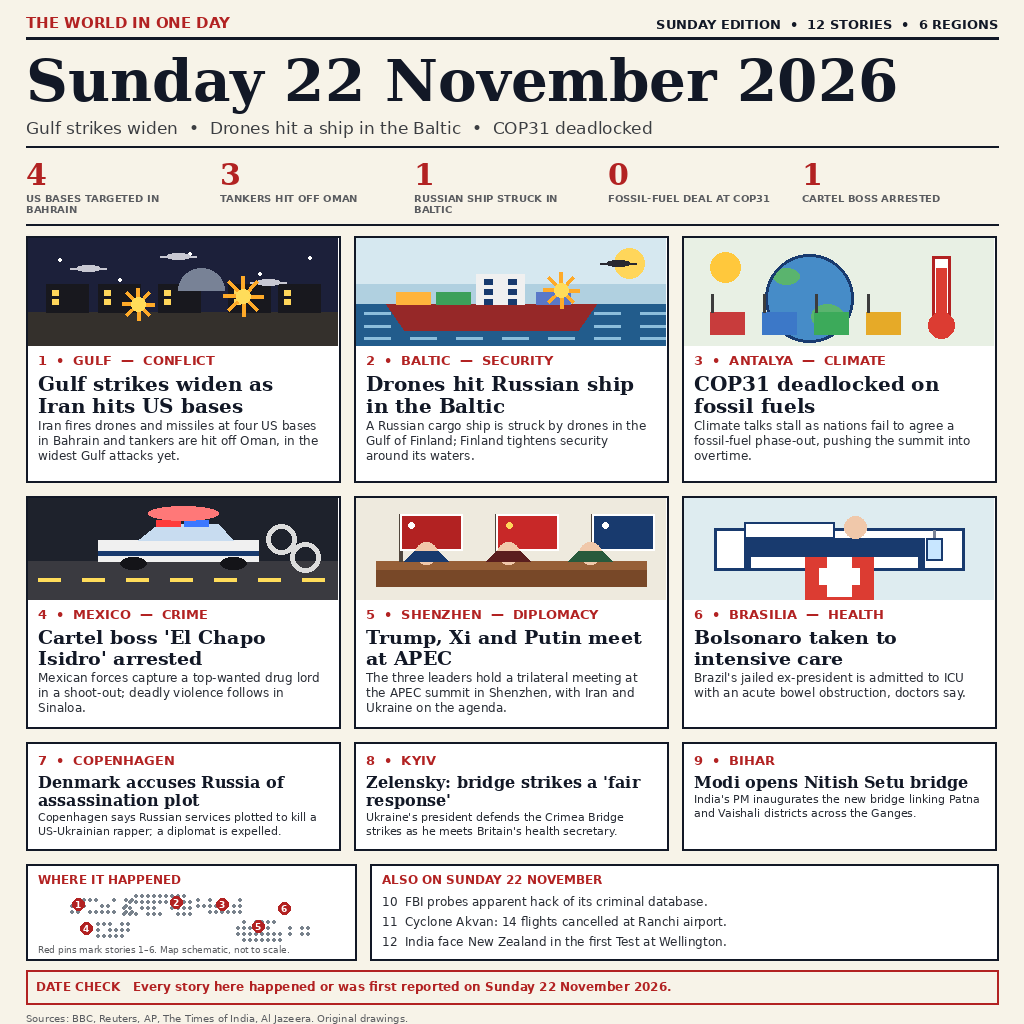 THE WORLD IN ONE DAY
SUNDAY EDITION • 12 STORIES • 6 REGIONS
Sunday 22 November 2026
Gulf strikes widen • Drones hit a ship in the Baltic • COP31 deadlocked
4
US BASES TARGETED IN
BAHRAIN
3
TANKERS HIT OFF OMAN
1
RUSSIAN SHIP STRUCK IN
BALTIC
0
FOSSIL-FUEL DEAL AT COP31
1
CARTEL BOSS ARRESTED
1 • GULF — CONFLICT
Gulf strikes widen as
Iran hits US bases
Iran fires drones and missiles at four US bases
in Bahrain and tankers are hit off Oman, in the
widest Gulf attacks yet.
2 • BALTIC — SECURITY
Drones hit Russian ship
in the Baltic
A Russian cargo ship is struck by drones in the
Gulf of Finland; Finland tightens security
around its waters.
3 • ANTALYA — CLIMATE
COP31 deadlocked on
fossil fuels
Climate talks stall as nations fail to agree a
fossil-fuel phase-out, pushing the summit into
overtime.
4 • MEXICO — CRIME
Cartel boss 'El Chapo
Isidro' arrested
Mexican forces capture a top-wanted drug lord
in a shoot-out; deadly violence follows in
Sinaloa.
5 • SHENZHEN — DIPLOMACY
Trump, Xi and Putin meet
at APEC
The three leaders hold a trilateral meeting at
the APEC summit in Shenzhen, with Iran and
Ukraine on the agenda.
6 • BRASILIA — HEALTH
Bolsonaro taken to
intensive care
Brazil's jailed ex-president is admitted to ICU
with an acute bowel obstruction, doctors say.
7 • COPENHAGEN
Denmark accuses Russia of
assassination plot
Copenhagen says Russian services plotted to kill a
US-Ukrainian rapper; a diplomat is expelled.
8 • KYIV
Zelensky: bridge strikes a 'fair
response'
Ukraine's president defends the Crimea Bridge
strikes as he meets Britain's health secretary.
9 • BIHAR
Modi opens Nitish Setu bridge
India's PM inaugurates the new bridge linking Patna
and Vaishali districts across the Ganges.
WHERE IT HAPPENED
1
2
3
6
4
5
Red pins mark stories 1–6. Map schematic, not to scale.
ALSO ON SUNDAY 22 NOVEMBER
10 FBI probes apparent hack of its criminal database.
11 Cyclone Akvan: 14 flights cancelled at Ranchi airport.
12 India face New Zealand in the first Test at Wellington.
DATE CHECK Every story here happened or was first reported on Sunday 22 November 2026.
Sources: BBC, Reuters, AP, The Times of India, Al Jazeera. Original drawings.